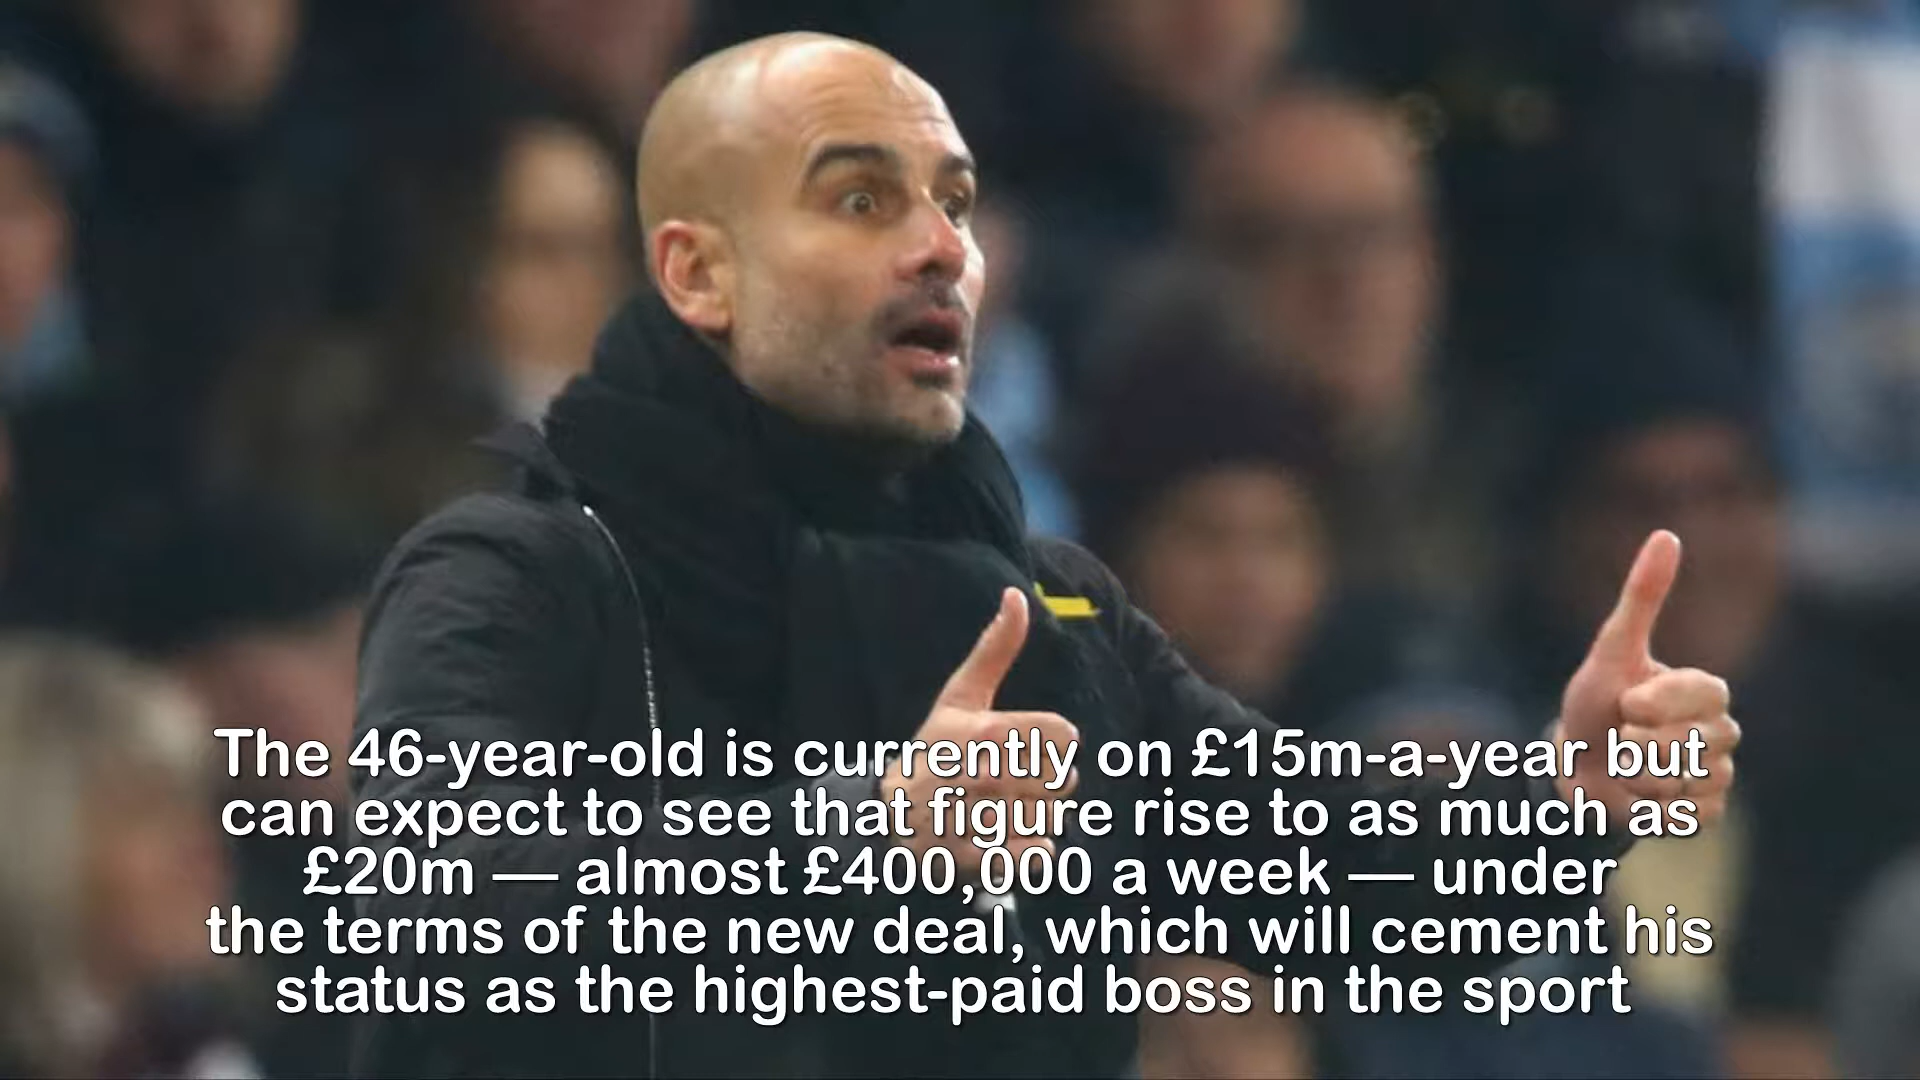 The 46-year-old is currently on £15m-a-year but
can expect to see that figure rise to as much as
£20m — almost £400,000 a week — under
the terms of the new deal, which will cement his
status as the highest-paid boss in the sport